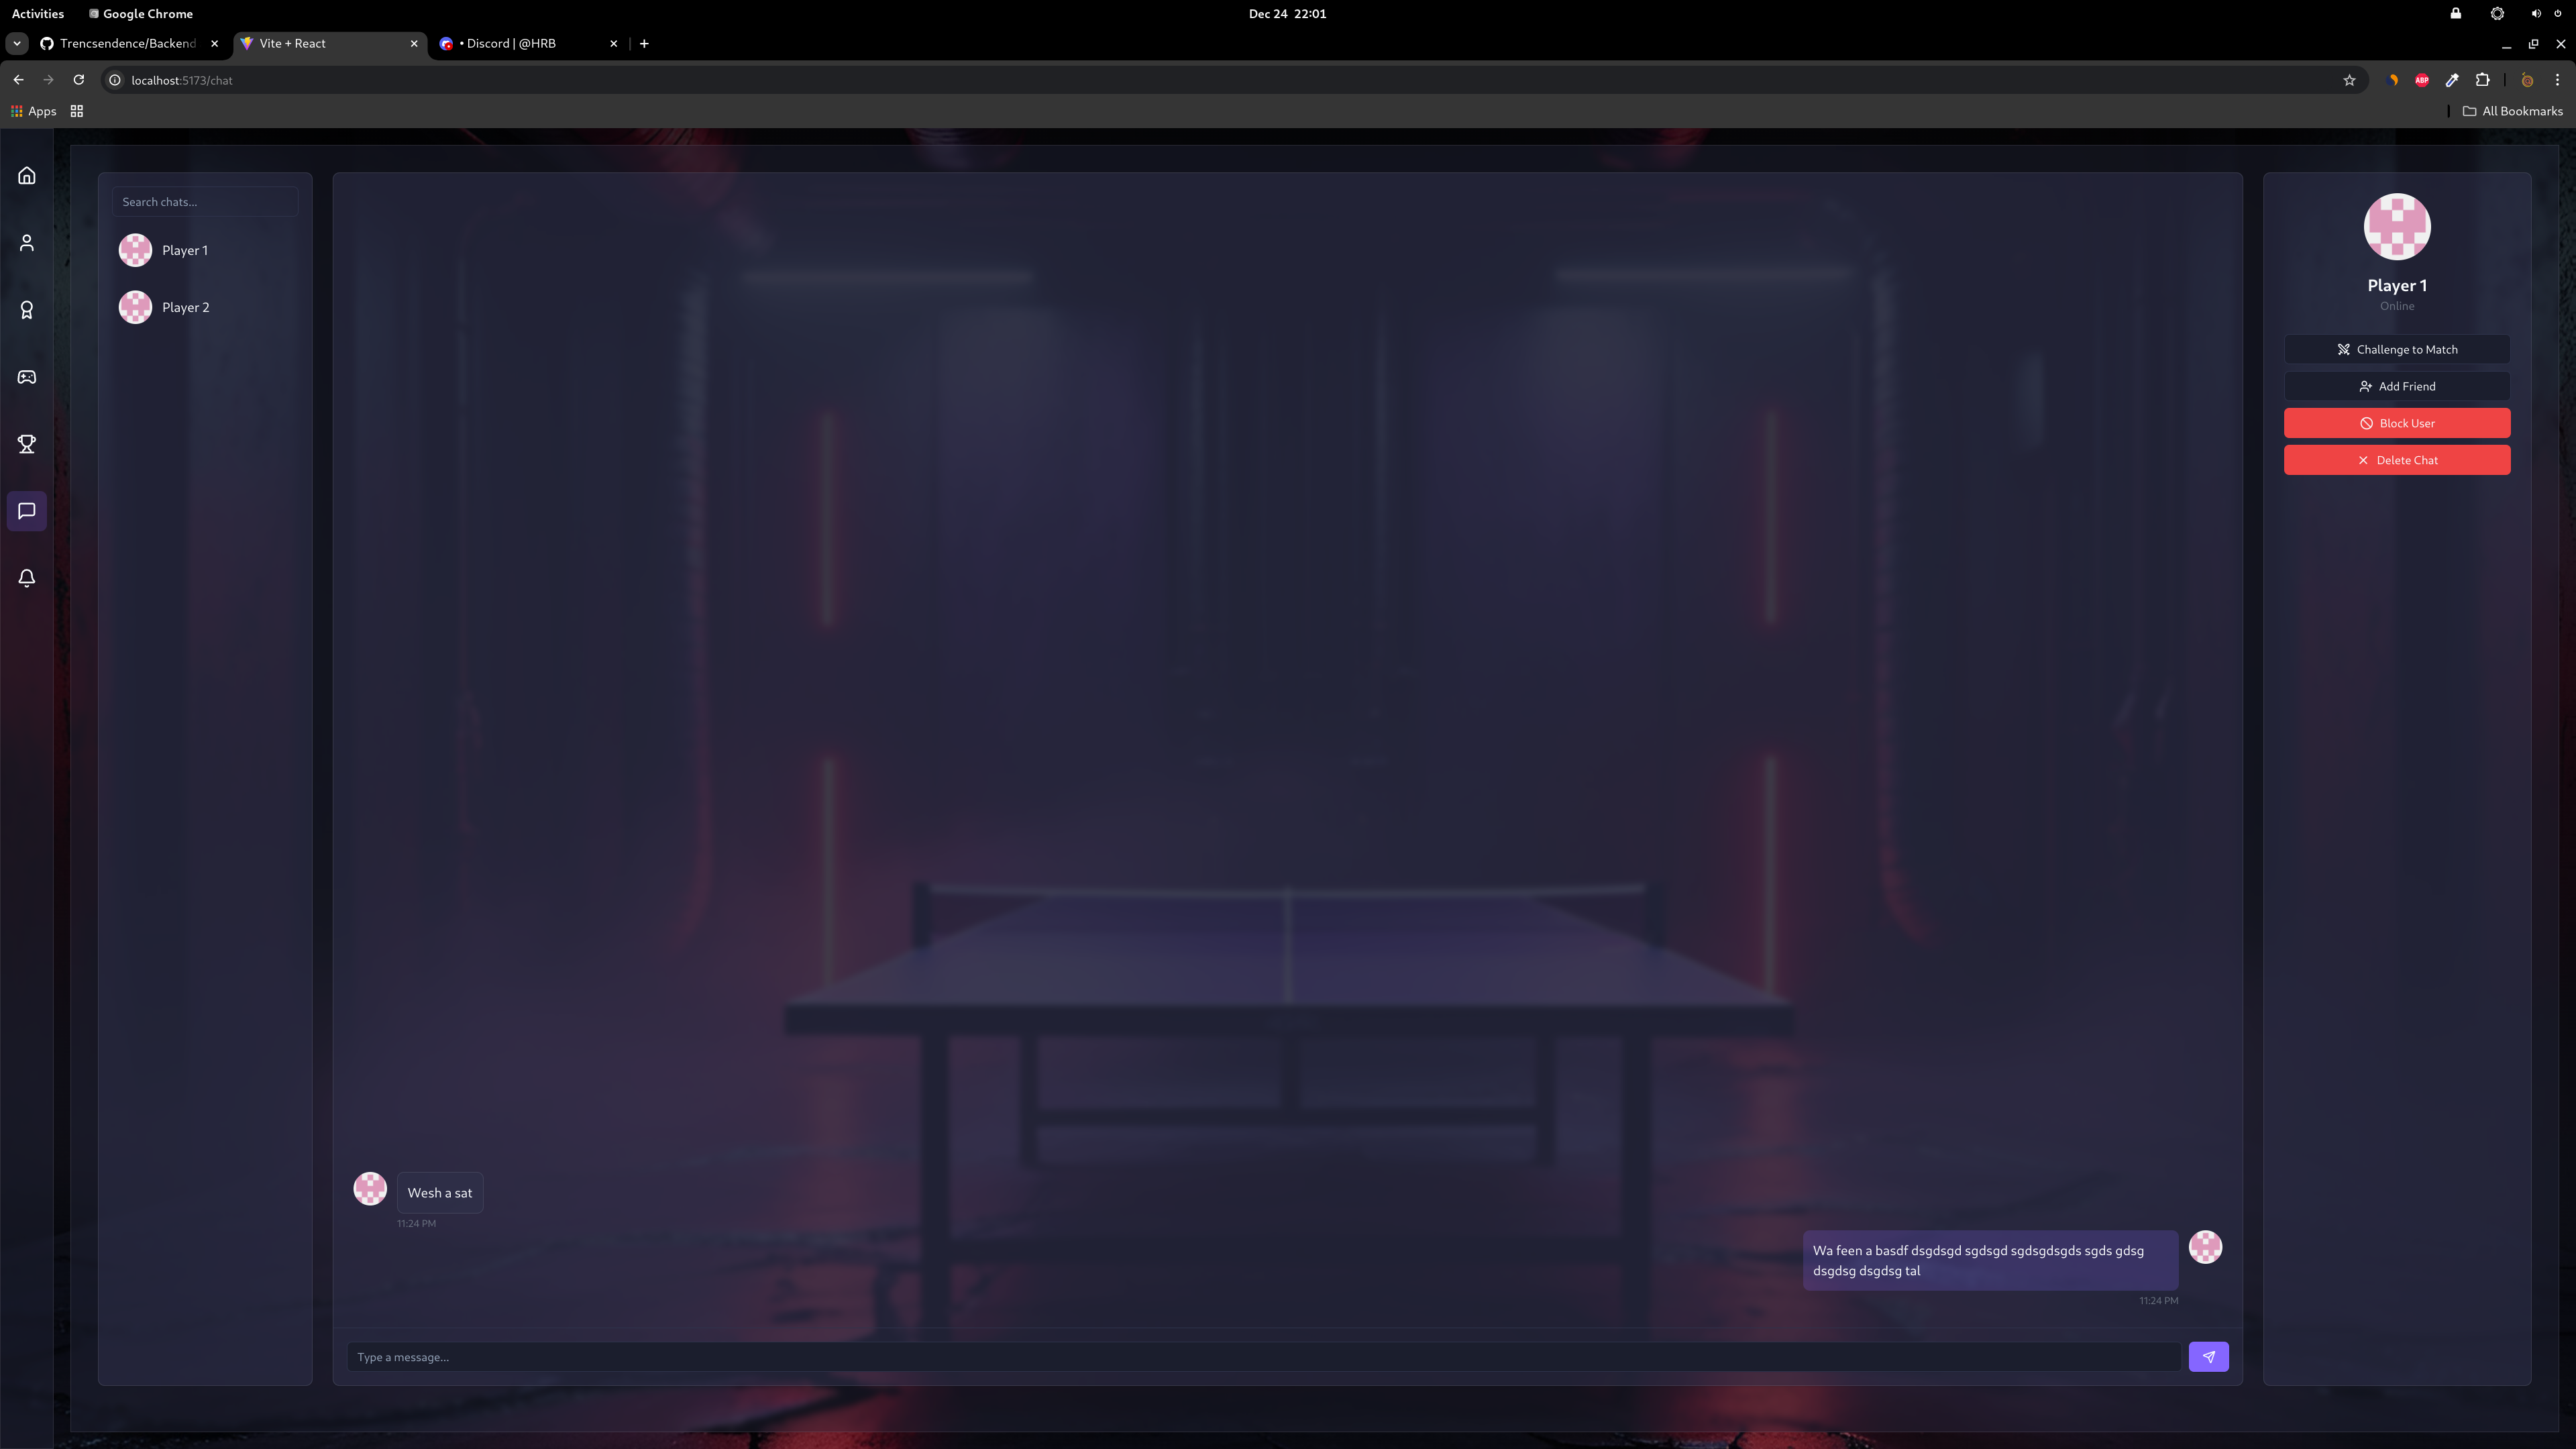 Activities
Google Chrome
Dec 24 22:01
Trencsendence/Backend
Vite + React
• Discord | @HRB
localhost:5173/chat
ABP
Apps
All Bookmarks
Search chats...
Player 1
Player 2
Player 1
Online
Challenge to Match
Add Friend
Block User
Delete Chat
Wesh a sat
11:24 PM
Wa feen a basdf dsgdsgd sgdsgd sgdsgdsgds sgds gdsg
dsgdsg dsgdsg tal
11:24 PM
Type a message...